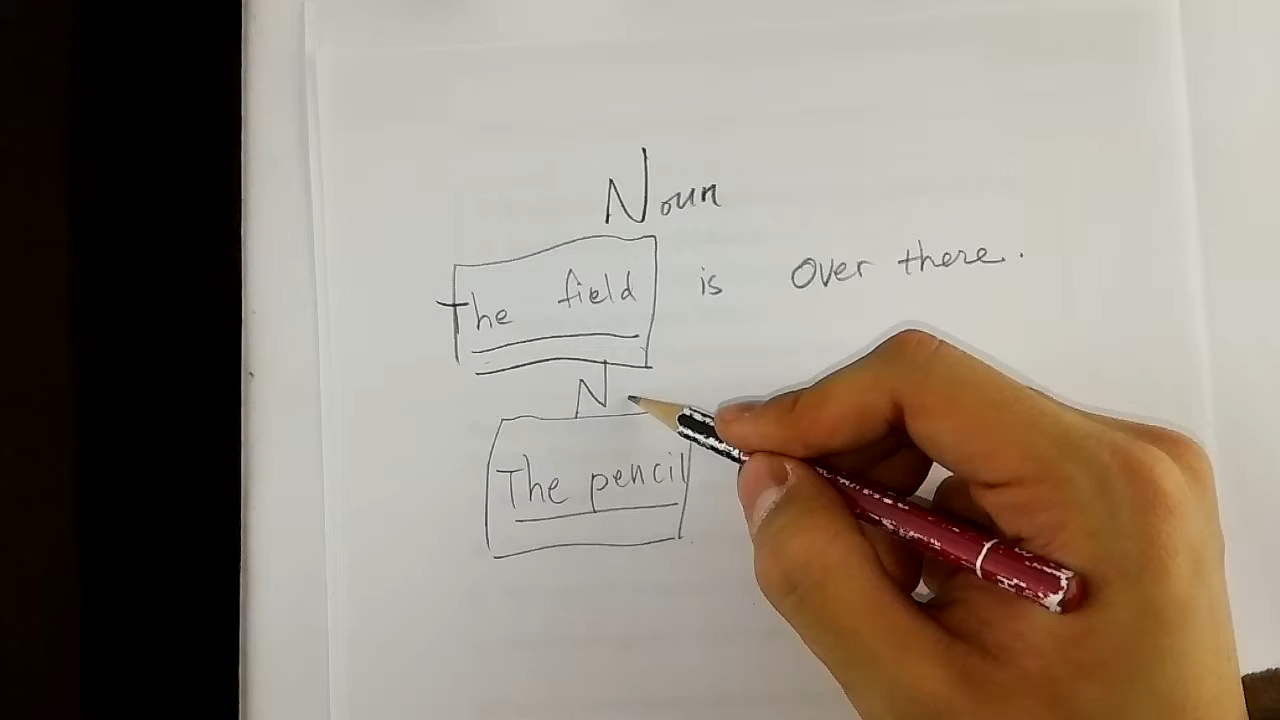 Noun
The field is Over there.
N
The pencil